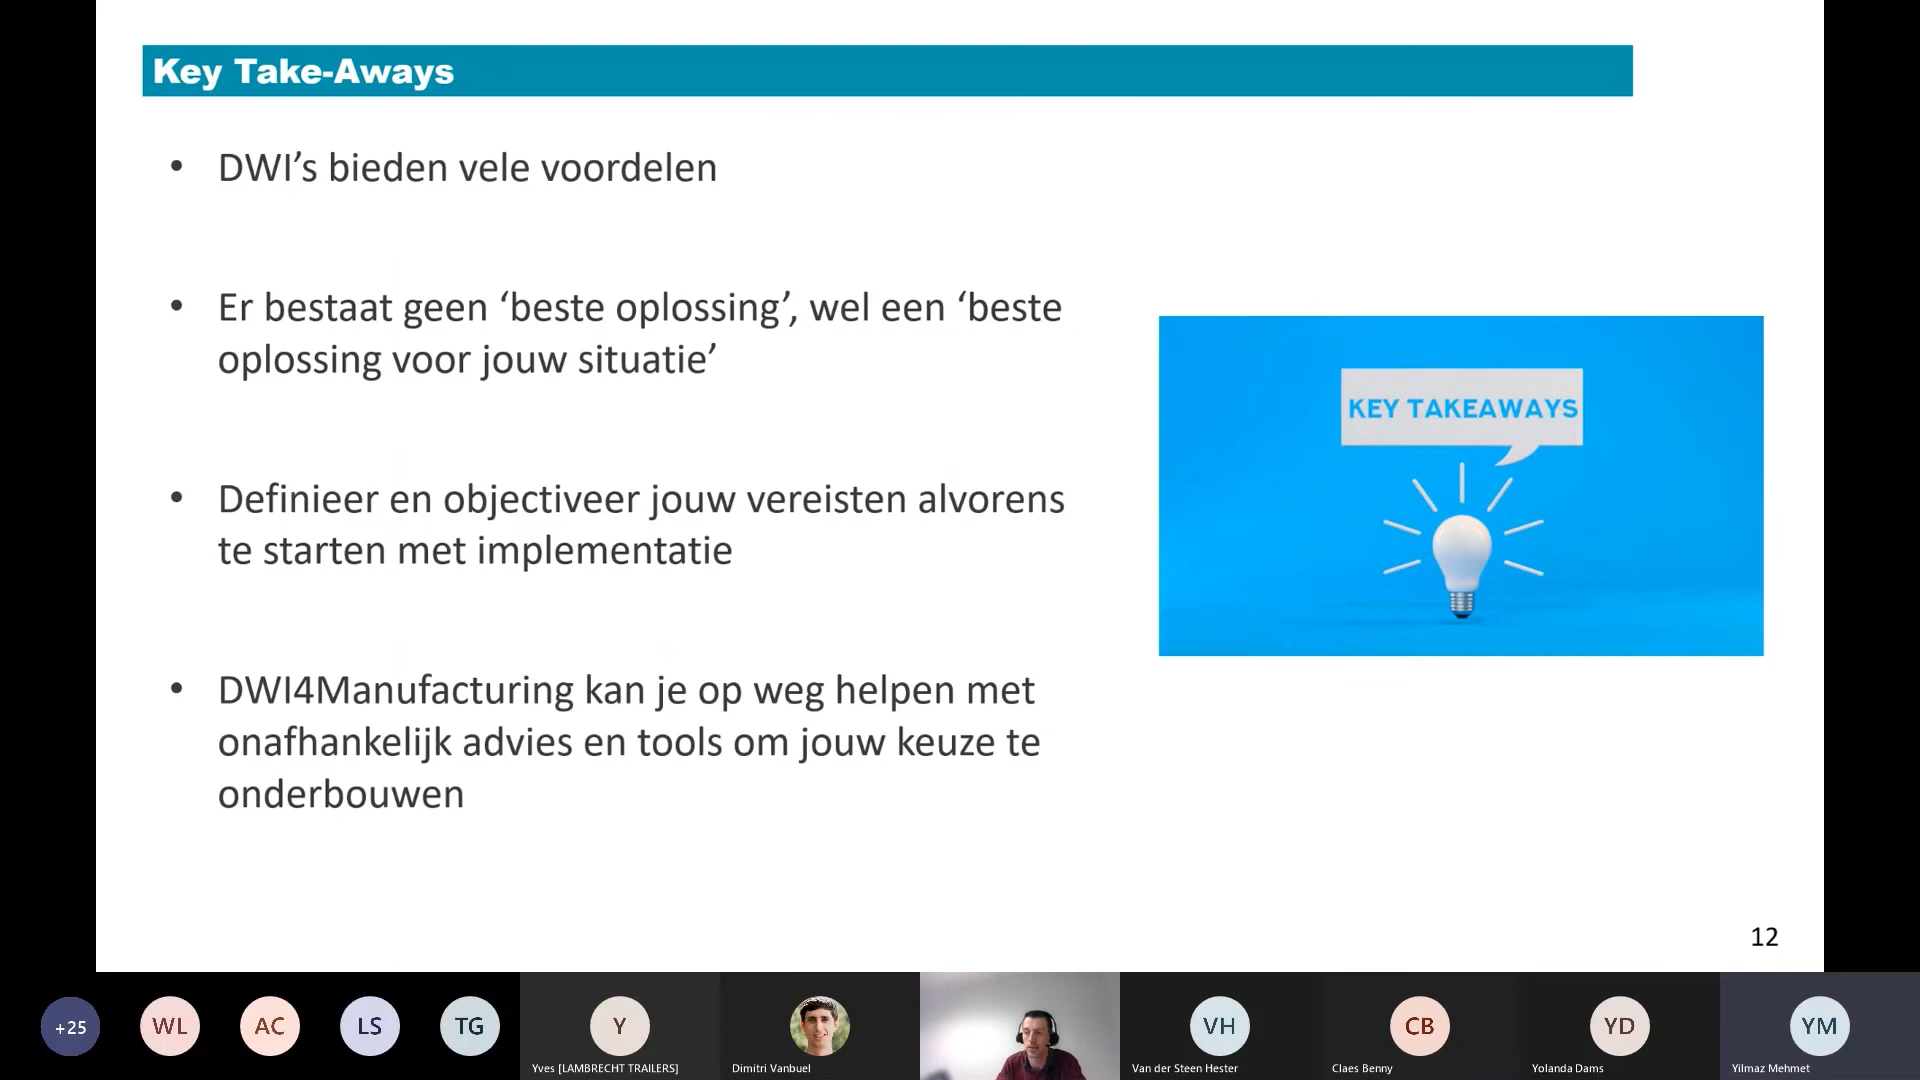 Key Take-Aways
• DWI’s bieden vele voordelen
• Er bestaat geen ‘beste oplossing’, wel een ‘beste
oplossing voor jouw situatie’
• Definieer en objectiveer jouw vereisten alvorens
te starten met implementatie
• DWI4Manufacturing kan je op weg helpen met
onafhankelijk advies en tools om jouw keuze te
onderbouwen
KEY TAKEAWAYS
12
+25
WL
AC
LS
TG
Y
Yves [LAMBRECHT TRAILERS]
Dimitri Vanbuel
VH
Van der Steen Hester
CB
Claes Benny
YD
Yolanda Dams
YM
Yilmaz Mehmet